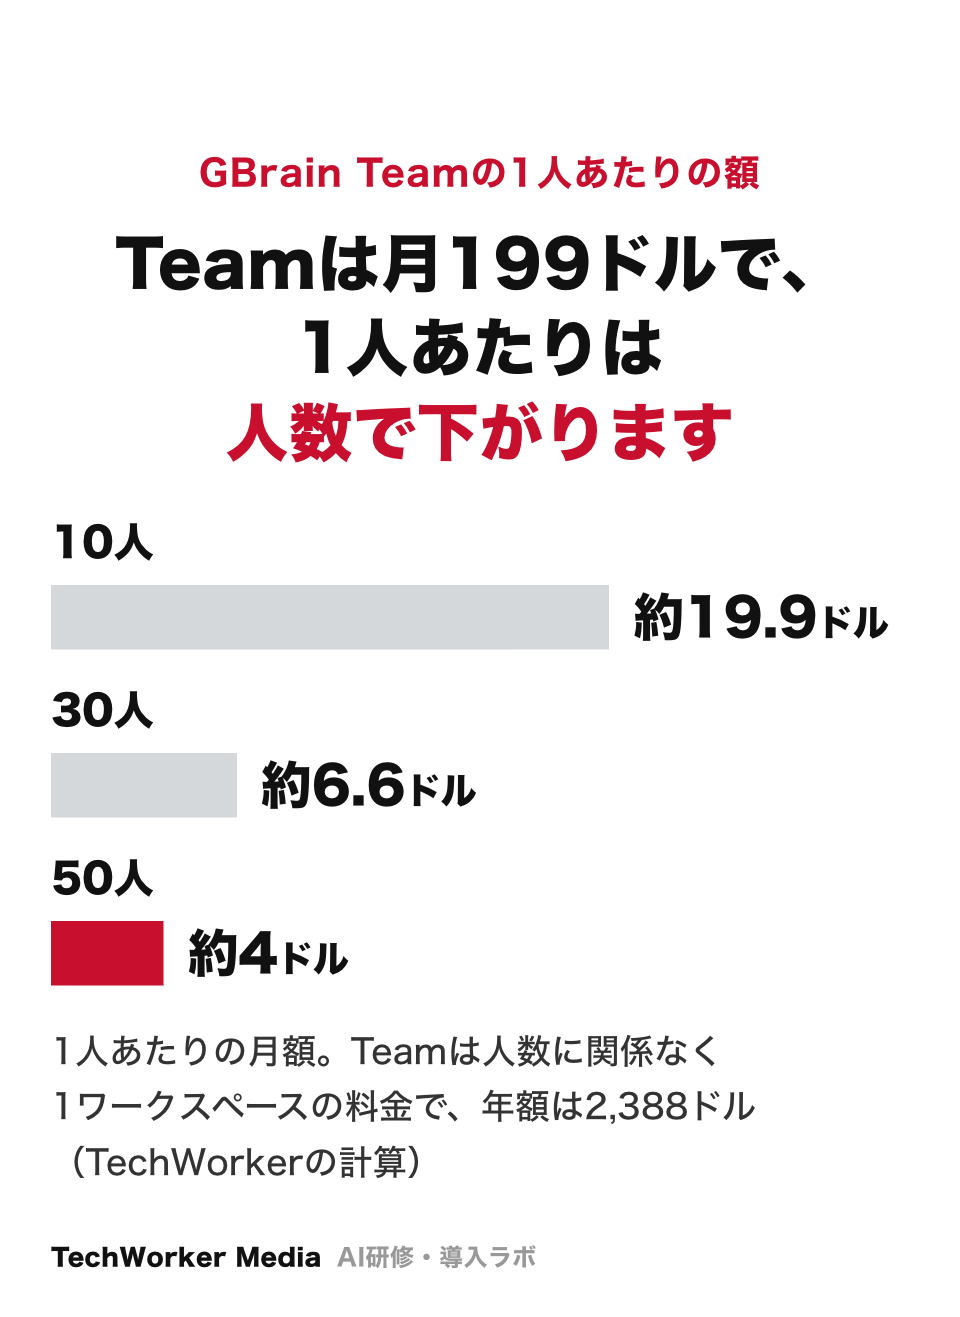 GBrain Teamの1人あたりの額
Teamは月199ドルで、
1人あたりは
人数で下がります
10人
約19.9ドル
30人
約6.6ドル
50人
約4ドル
1人あたりの月額。Teamは人数に関係なく
1ワークスペースの料金で、年額は2,388ドル
（TechWorkerの計算）
TechWorker Media AI研修・導入ラボ